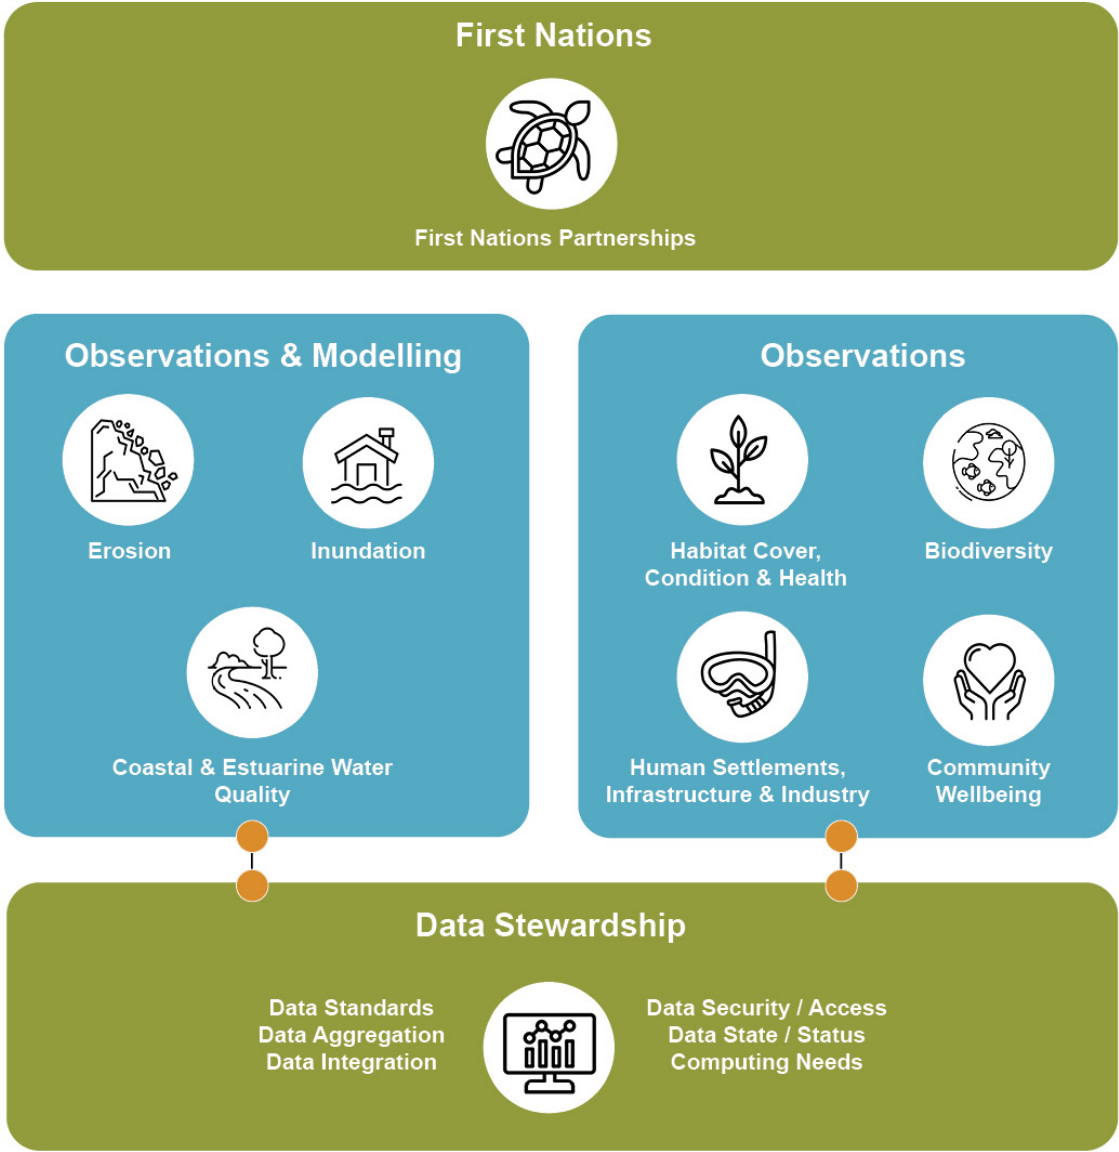 First Nations
First Nations Partnerships
Observations & Modelling
Erosion
Inundation
Coastal & Estuarine Water
Quality
Observations
Habitat Cover,
Condition & Health
Biodiversity
Human Settlements,
Infrastructure & Industry
Community
Wellbeing
Data Stewardship
Data Standards
Data Aggregation
Data Integration
Data Security / Access
Data State / Status
Computing Needs